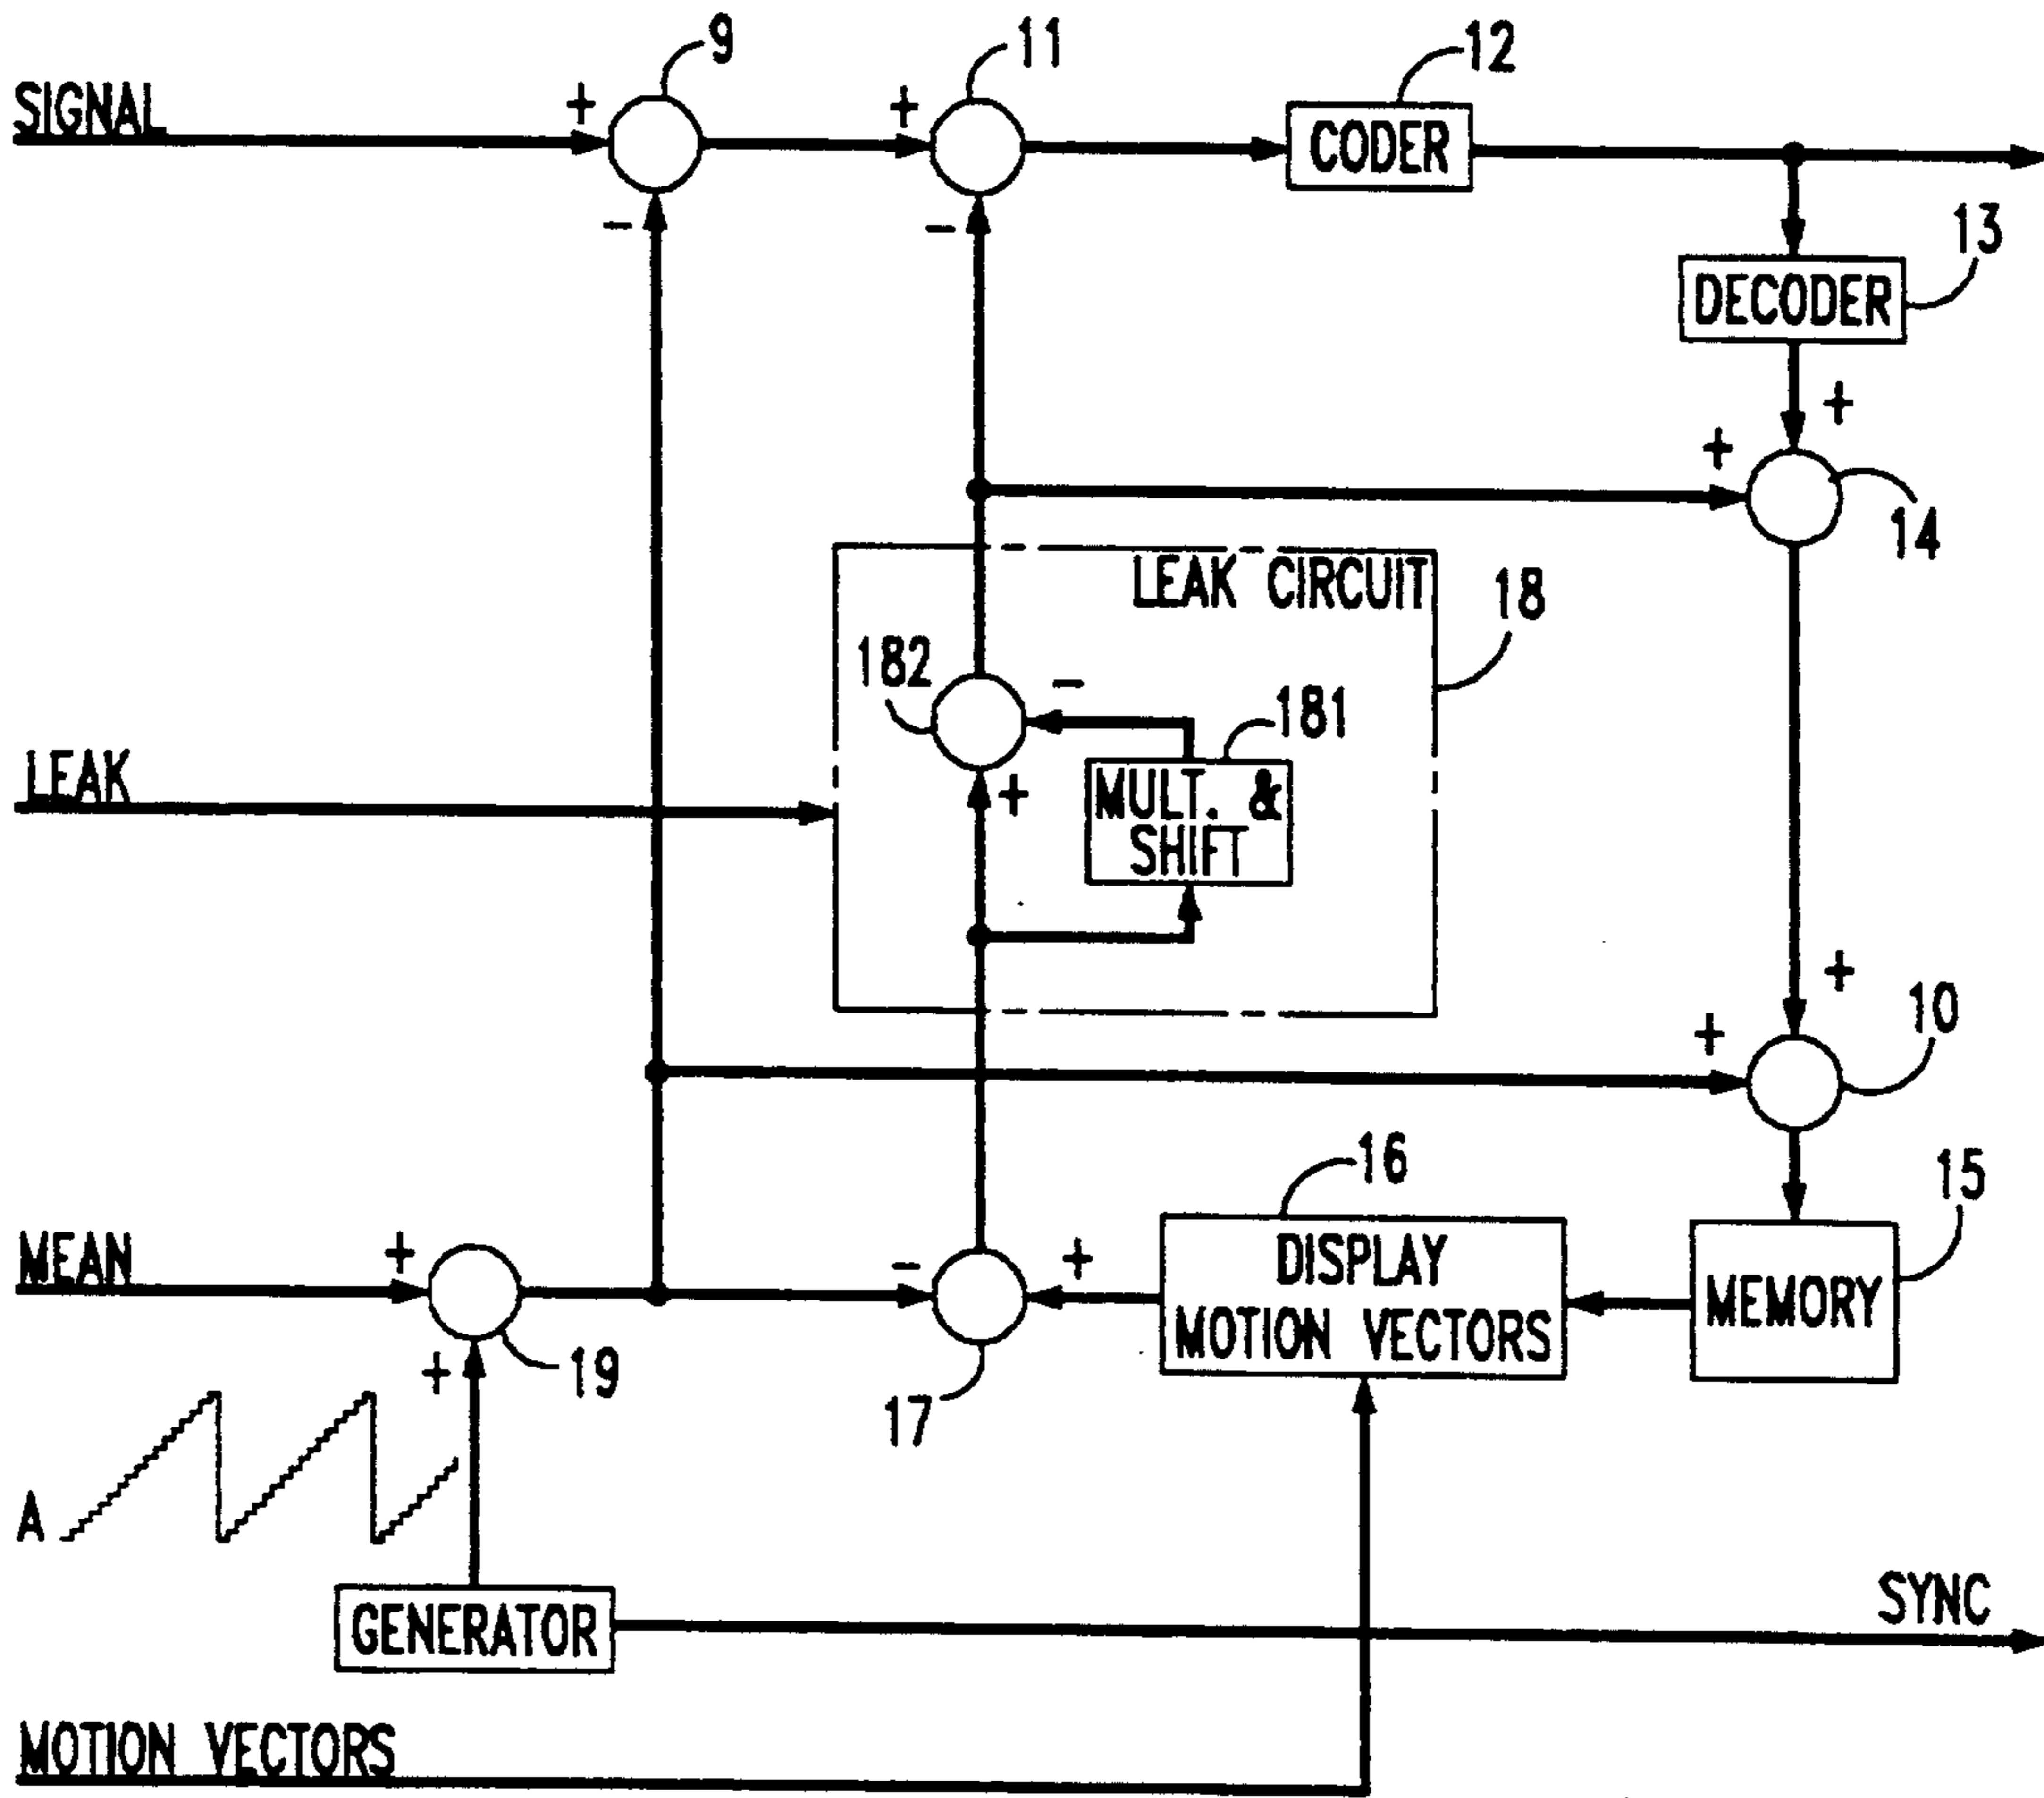 9
11
12
SIGNAL
+
+
CODER
-
-
13
DECODER
+
+
14
LEAK CIRCUIT
18
182
-
181
LEAK
+
MULT. &
SHIFT
+
+
10
16
15
MEAN
+
-
+
DISPLAY
MOTION VECTORS
MEMORY
+
19
17
A
GENERATOR
SYNC
MOTION VECTORS